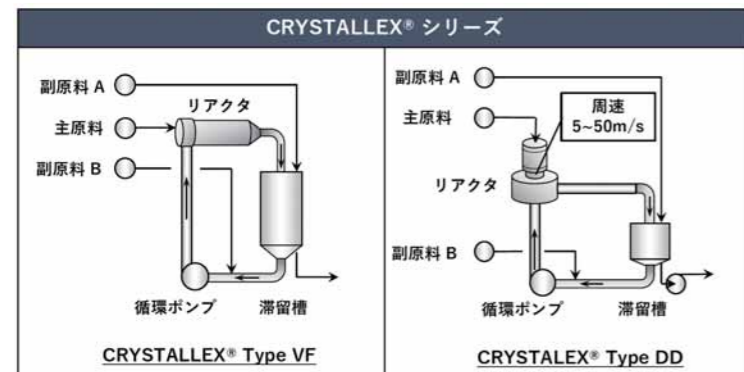 CRYSTALLEX® シリーズ
副原料 A
リアクタ
主原料
副原料 B
循環ポンプ
滞留槽
CRYSTALLEX® Type VF
副原料 A
周速
5~50m/s
主原料
リアクタ
副原料 B
循環ポンプ
滞留槽
CRYSTALEX® Type DD